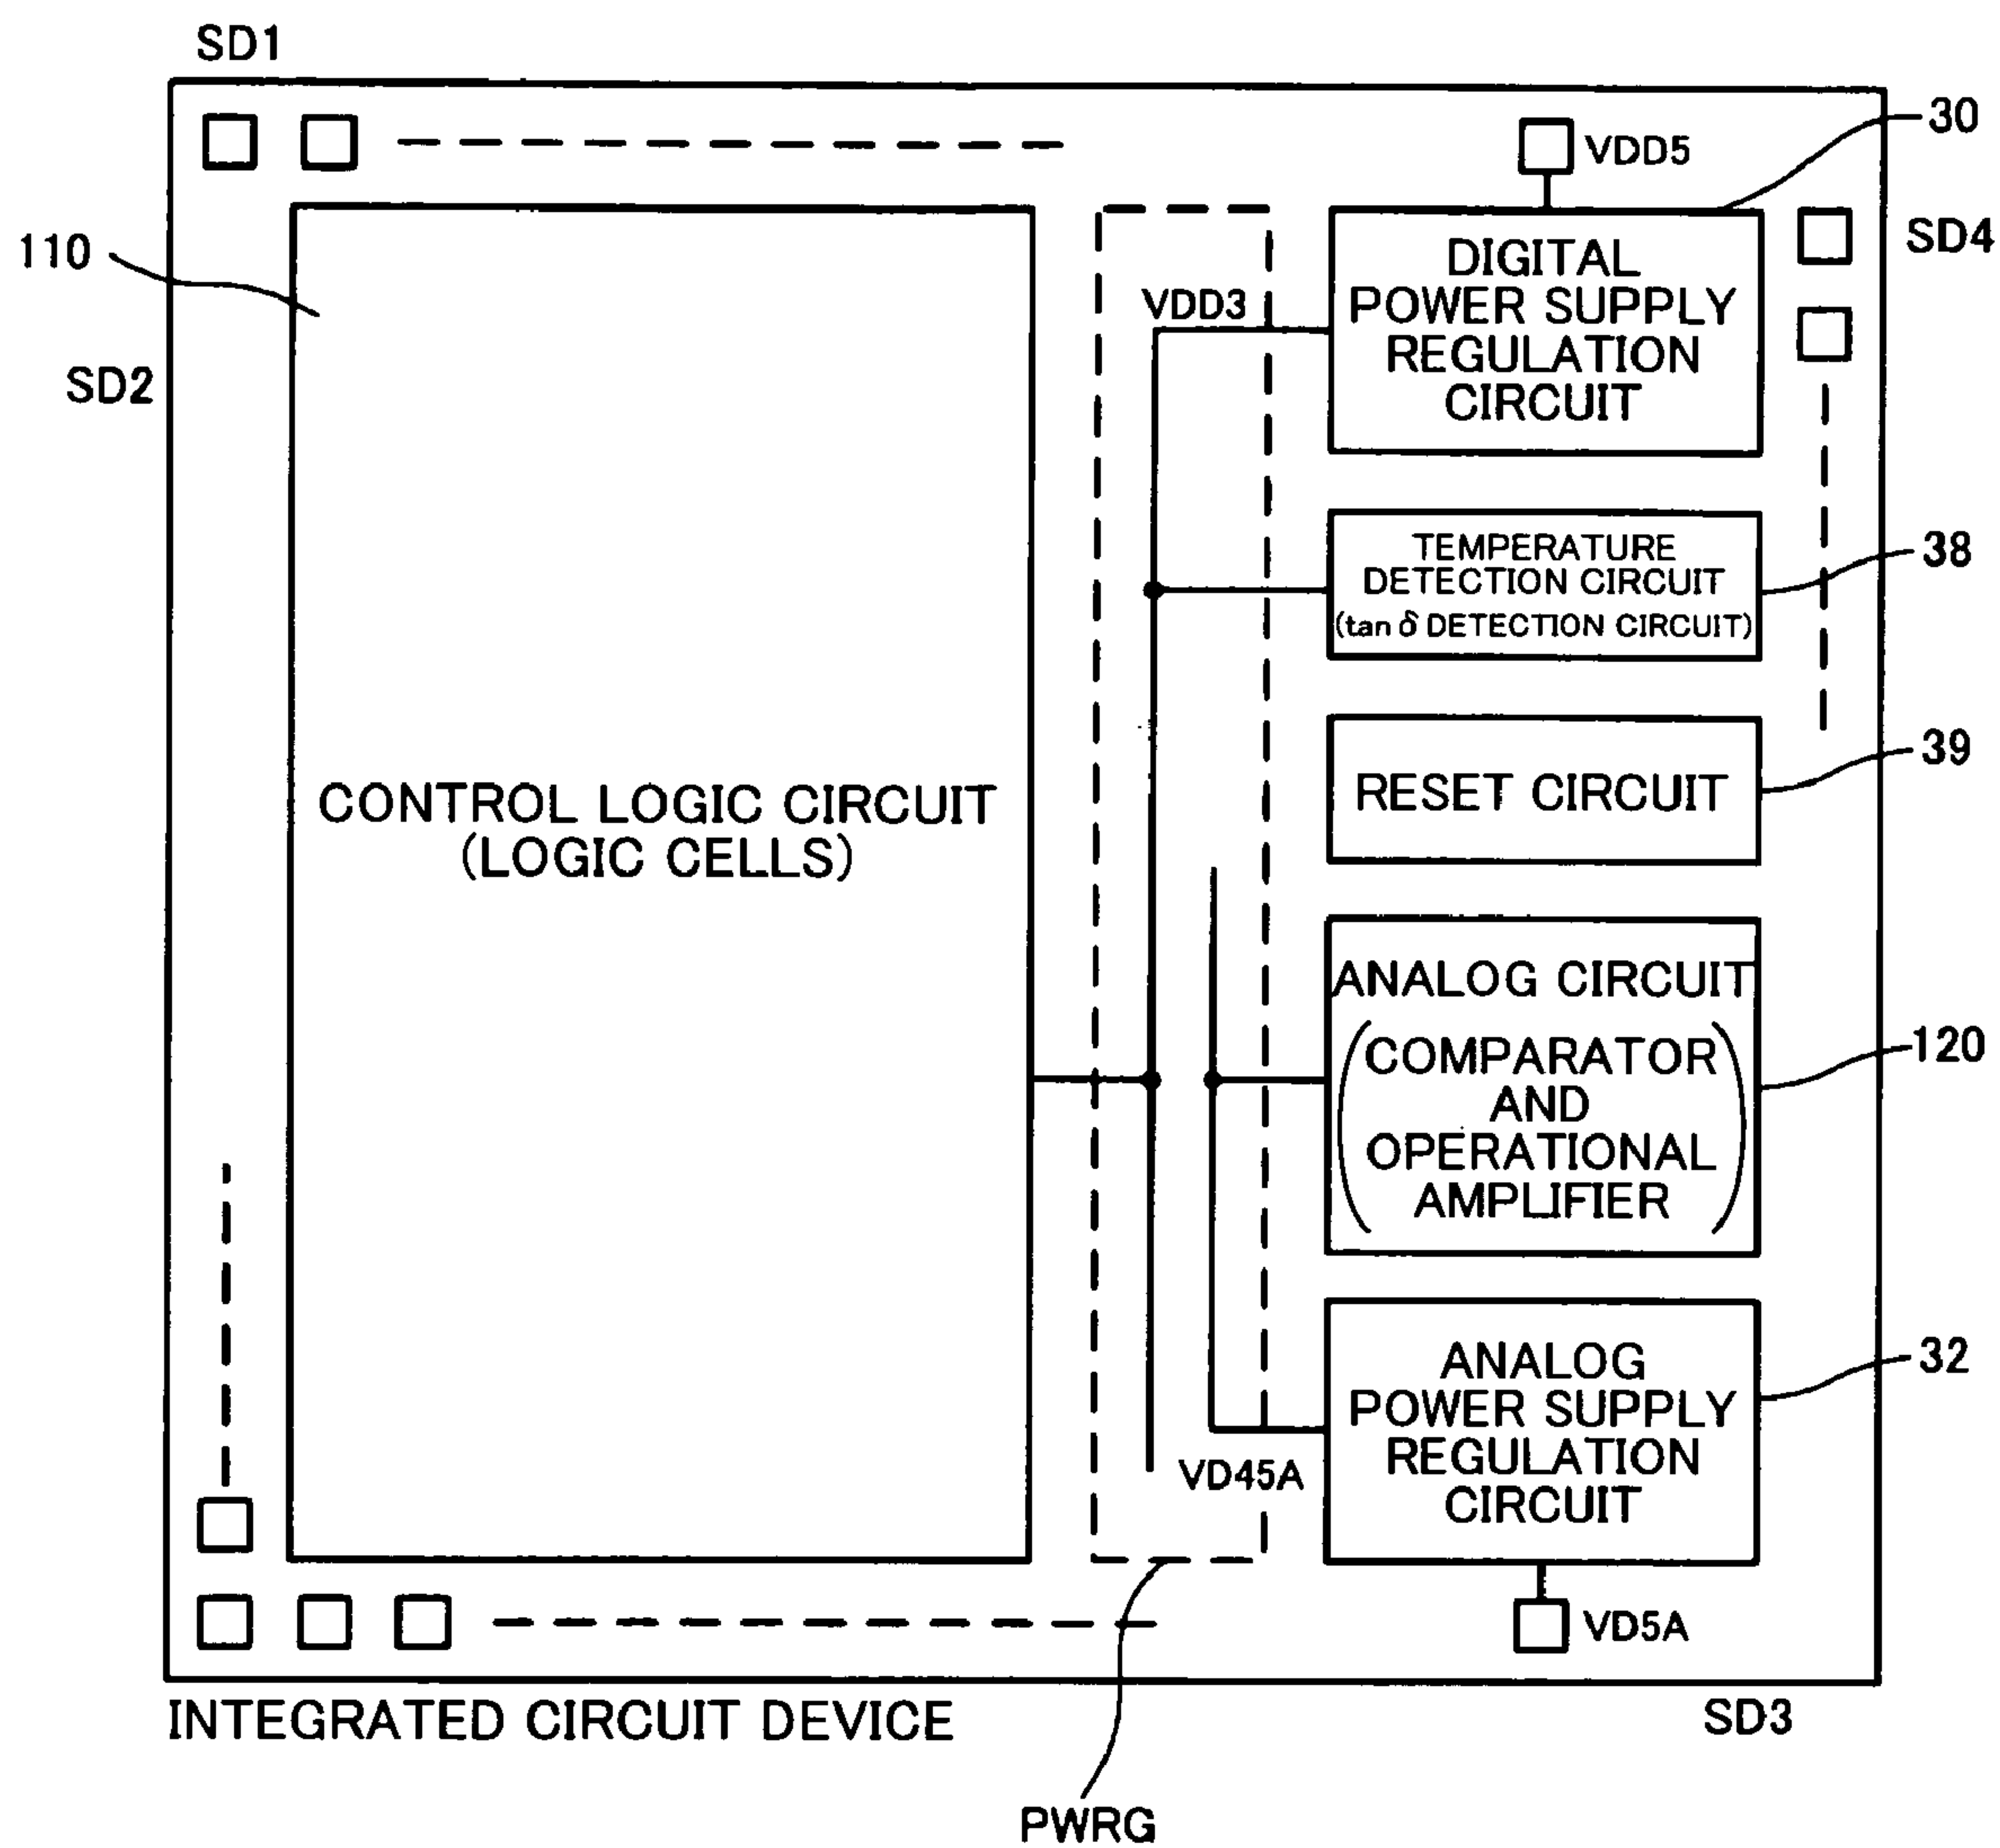 SD1
VDD5
30
110
SD4
DIGITAL
POWER SUPPLY
REGULATION
CIRCUIT
VDD3
SD2
TEMPERATURE
DETECTION CIRCUIT
(tan δ DETECTION CIRCUIT)
38
RESET CIRCUIT
39
CONTROL LOGIC CIRCUIT
(LOGIC CELLS)
ANALOG CIRCUIT
(COMPARATOR
AND
OPERATIONAL
AMPLIFIER)
120
ANALOG
POWER SUPPLY
REGULATION
CIRCUIT
32
VD45A
VD5A
INTEGRATED CIRCUIT DEVICE
SD3
PWRG